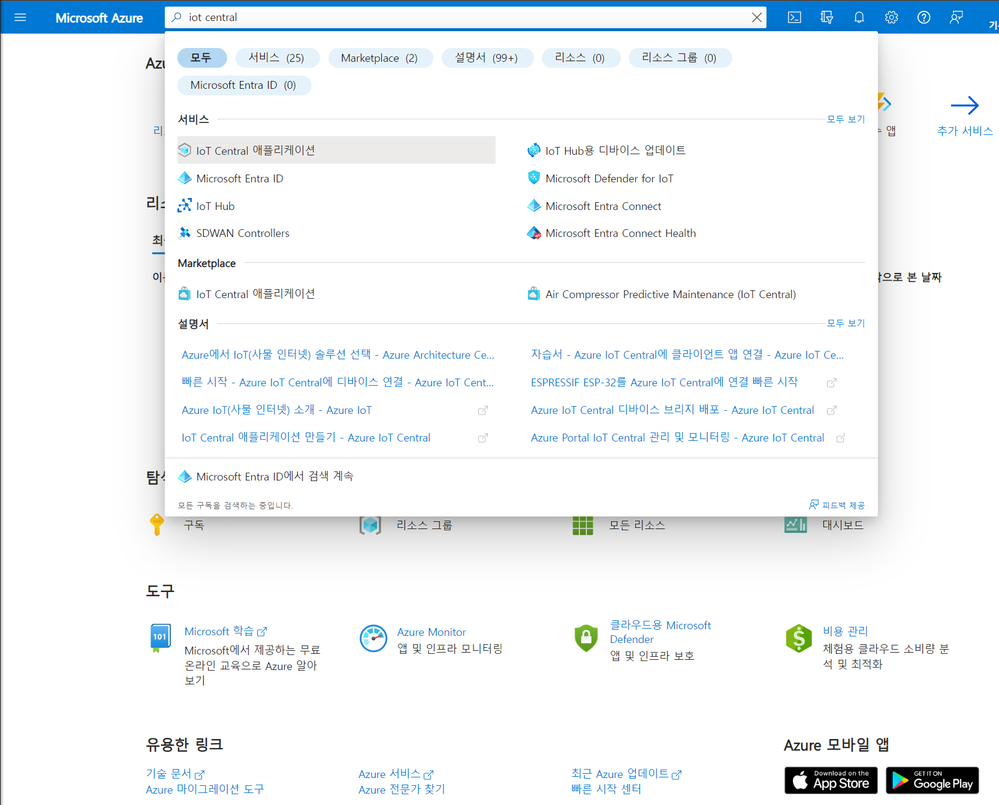 Microsoft Azure
iot central
모두
서비스 (25)
Marketplace (2)
설명서 (99+)
리소스 (0)
리소스 그룹 (0)
Microsoft Entra ID (0)
서비스
모두 보기
IoT Central 애플리케이션
IoT Hub용 디바이스 업데이트
Microsoft Entra ID
Microsoft Defender for IoT
IoT Hub
Microsoft Entra Connect
SDWAN Controllers
Microsoft Entra Connect Health
Marketplace
IoT Central 애플리케이션
Air Compressor Predictive Maintenance (IoT Central)
설명서
모두 보기
Azure에서 IoT(사물 인터넷) 솔루션 선택 - Azure Architecture Ce...
자습서 - Azure IoT Central에 클라이언트 앱 연결 - Azure IoT Ce...
빠른 시작 - Azure IoT Central에 디바이스 연결 - Azure IoT Cent...
ESPRESSIF ESP-32를 Azure IoT Central에 연결 빠른 시작
Azure IoT(사물 인터넷) 소개 - Azure IoT
Azure IoT Central 디바이스 브리지 배포 - Azure IoT Central
IoT Central 애플리케이션 만들기 - Azure IoT Central
Azure Portal IoT Central 관리 및 모니터링 - Azure IoT Central
Microsoft Entra ID에서 검색 계속
모든 구독을 검색하는 중입니다.
피드백 제공
앱
추가 서비스
본 날짜
구독
리소스 그룹
모든 리소스
대시보드
도구
101
Microsoft 학습
Microsoft에서 제공하는 무료
온라인 교육으로 Azure 알아
보기
Azure Monitor
앱 및 인프라 모니터링
클라우드용 Microsoft
Defender
앱 및 인프라 보호
비용 관리
체험용 클라우드 소비량 분
석 및 최적화
유용한 링크
Azure 모바일 앱
기술 문서
Azure 서비스
최근 Azure 업데이트
Azure 마이그레이션 도구
Azure 전문가 찾기
빠른 시작 센터
Download on the
App Store
GET IT ON
Google Play